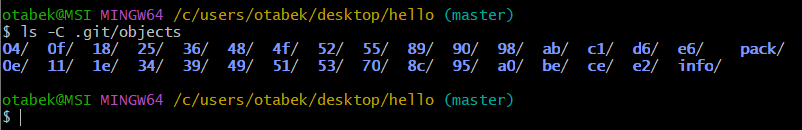 otabek@MSI MINGW64 /c/users/otabek/desktop/hello (master)
$ ls -C .git/objects
04/ 0f/ 18/ 25/ 36/ 48/ 4f/ 52/ 55/ 89/ 90/ 98/ ab/ c1/ d6/ e6/ pack/
0e/ 11/ 1e/ 34/ 39/ 49/ 51/ 53/ 70/ 8c/ 95/ a0/ be/ ce/ e2/ info/
otabek@MSI MINGW64 /c/users/otabek/desktop/hello (master)
$